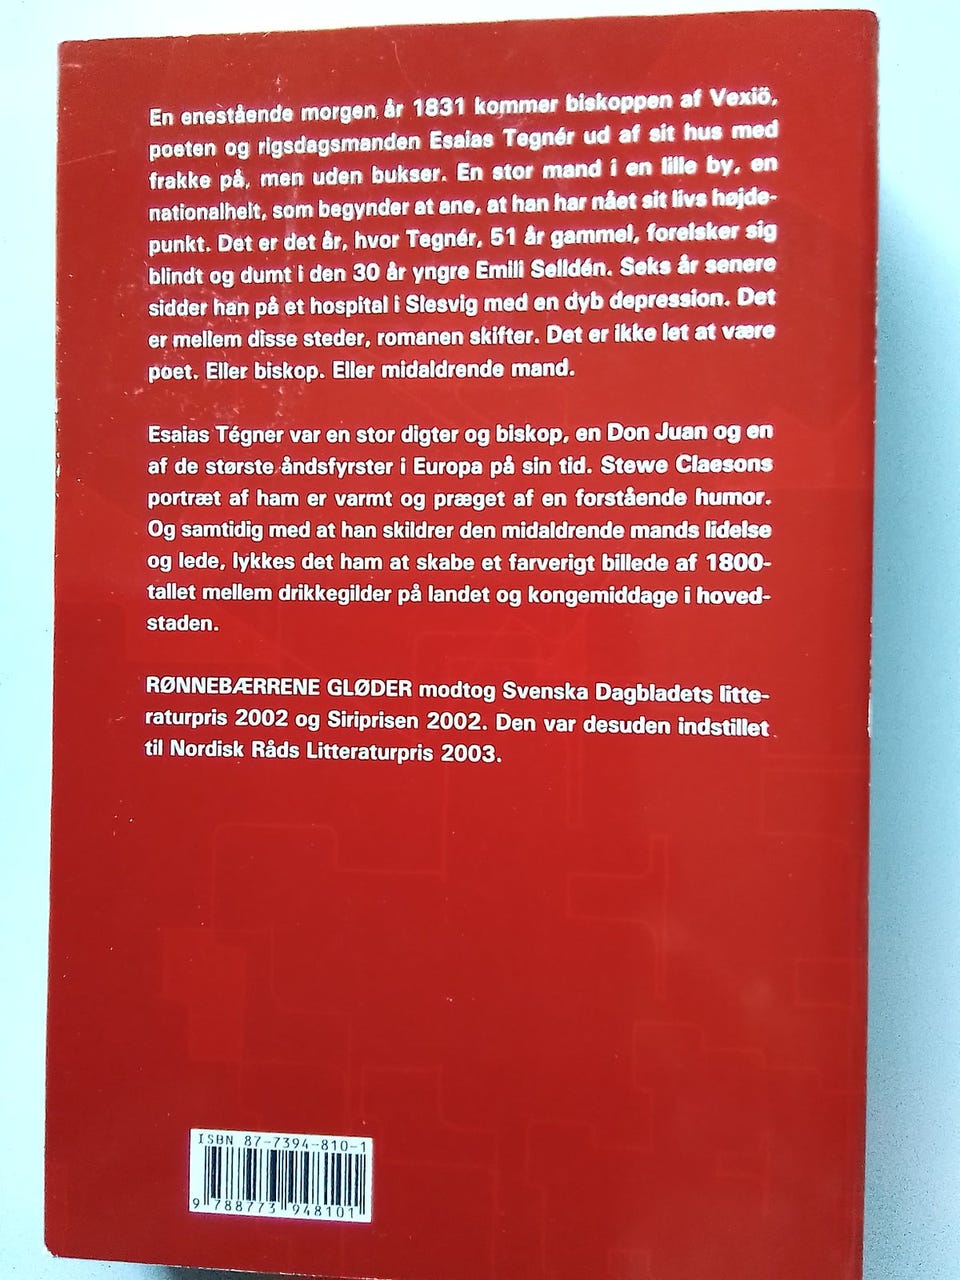 En enestående morgen år 1831 kommer biskoppen af Vexiö,
poeten og rigsdagsmanden Esaias Tegnér ud af sit hus med
frakke på, men uden bukser. En stor mand i en lille by, en
nationalhelt, som begynder at ane, at han har nået sit livs højde-
punkt. Det er det år, hvor Tegnér, 51 år gammel, forelsker sig
blindt og dumt i den 30 år yngre Emili Selldén. Seks år senere
sidder han på et hospital i Slesvig med en dyb depression. Det
er mellem disse steder, romanen skifter. Det er ikke let at være
poet. Eller biskop. Eller midaldrende mand.
Esaias Tégner var en stor digter og biskop, en Don Juan og en
af de største åndsfyrster i Europa på sin tid. Stewe Claesons
portræt af ham er varmt og præget af en forstående humor.
Og samtidig med at han skildrer den midaldrende mands lidelse
og lede, lykkes det ham at skabe et farverigt billede af 1800-
tallet mellem drikkegilder på landet og kongemiddage i hoved-
staden.
RØNNEBÆRRENE GLØDER modtog Svenska Dagbladets litte-
raturpris 2002 og Siriprisen 2002. Den var desuden indstillet
til Nordisk Råds Litteraturpris 2003.
ISBN 87-7394-810-1
9 788773 948101